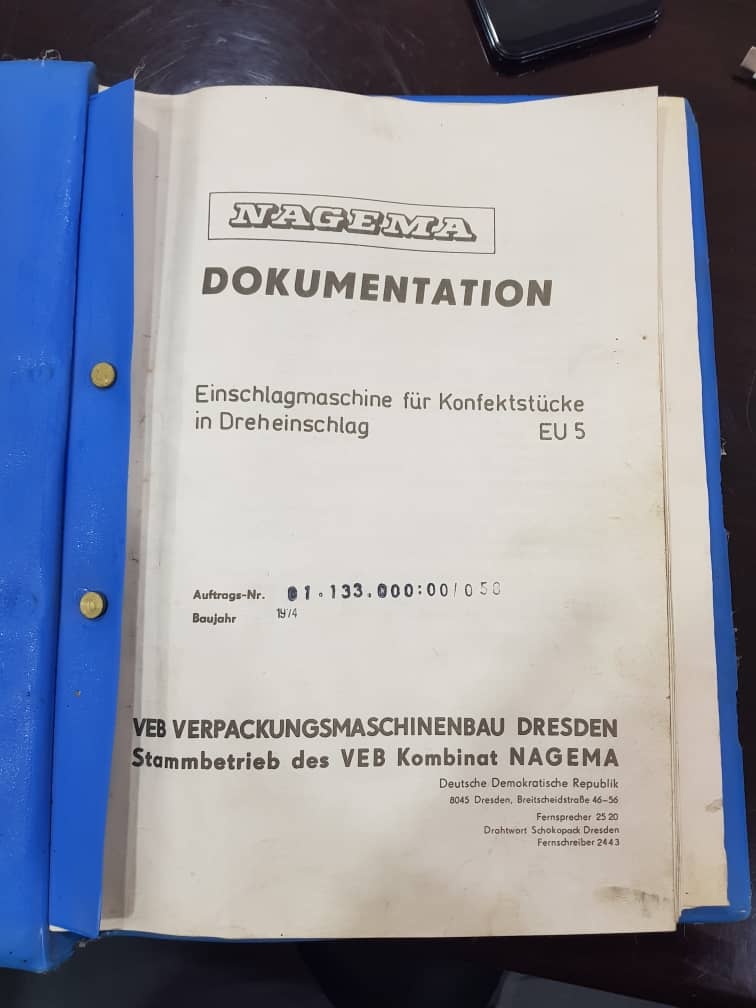 NAGEMA
DOKUMENTATION
Einschlagmaschine für Konfektstücke
in Dreheinschlag EU 5
Auftrags-Nr. 01.133.000:00/058
Baujahr 1974
VEB VERPACKUNGSMASCHINENBAU DRESDEN
Stammbetrieb des VEB Kombinat NAGEMA
Deutsche Demokratische Republik
8045 Dresden, Breitscheidstraße 46–56
Fernsprecher 25 20
Drahtwort Schokopack Dresden
Fernschreiber 2443